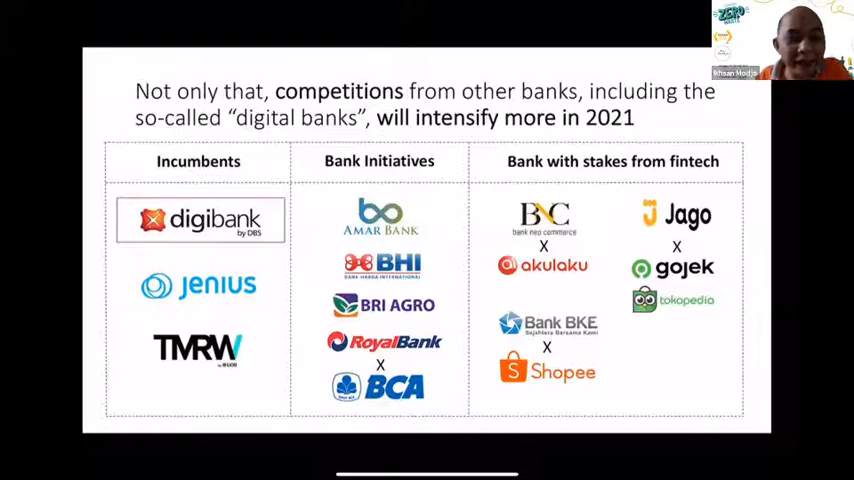 ZERO
Ikhsan Modjo
Not only that, competitions from other banks, including the
so-called “digital banks”, will intensify more in 2021
Incumbents
Bank Initiatives
Bank with stakes from fintech
digibank
by DBS
Jenius
TMRW
by UOB
AMAR BANK
BHI
BANK HARDA INTERNATIONAL
BRI AGRO
RoyalBank
X
BCA
BNC
bank neo commerce
X
akulaku
Bank BKE
Sejahtera Bersama Kami
X
Shopee
Jago
X
gojek
tokopedia